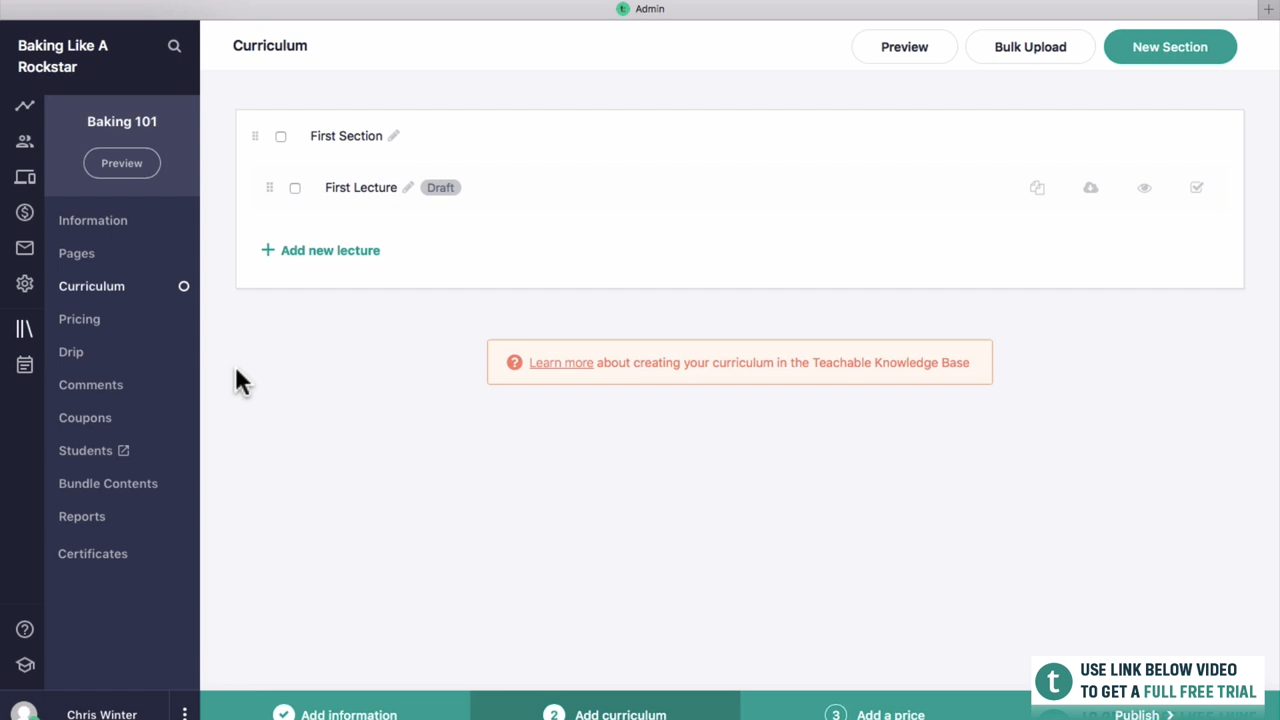 t: Admin
Baking Like A
Rockstar
Curriculum
Preview
Bulk Upload
New Section
Baking 101
Preview
Information
Pages
Curriculum
Pricing
Drip
Comments
Coupons
Students
Bundle Contents
Reports
Certificates
Chris Winter
First Section
First Lecture
Draft
+ Add new lecture
Learn more about creating your curriculum in the Teachable Knowledge Base
t USE LINK BELOW VIDEO
TO GET A FULL FREE TRIAL
Add information
2 Add curriculum
3 Add a price
Publish